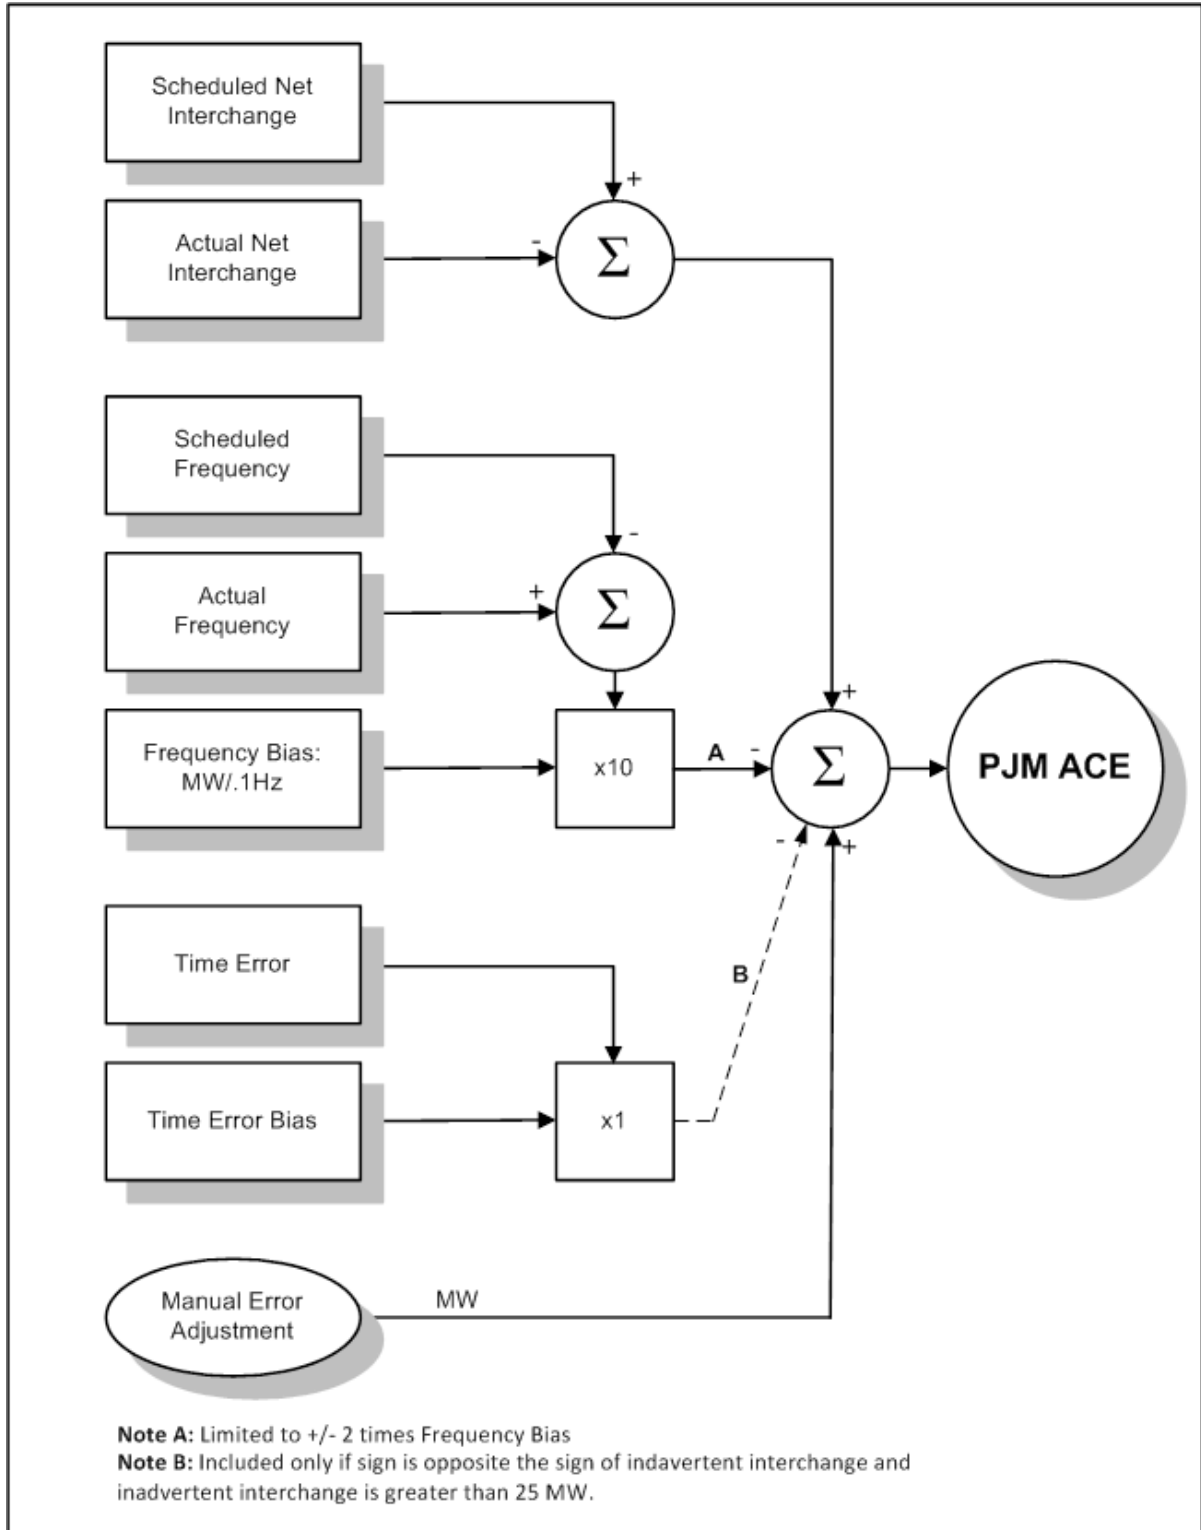 Scheduled Net
Interchange
+
Actual Net
Interchange
-
Σ
Scheduled
Frequency
-
Actual
Frequency
+
Σ
+
Frequency Bias:
MW/.1Hz
x10
A
-
Σ
PJM ACE
-
+
Time Error
B
Time Error Bias
x1
Manual Error
Adjustment
MW
Note A: Limited to +/- 2 times Frequency Bias
Note B: Included only if sign is opposite the sign of indavertent interchange and
inadvertent interchange is greater than 25 MW.